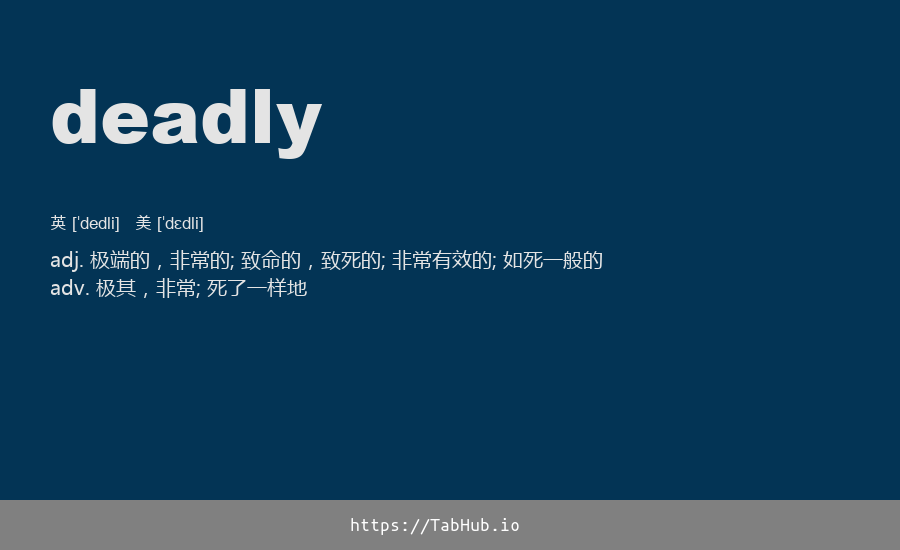 deadly
英 [ˈdedli] 美 [ˈdɛdli]
adj. 极端的，非常的; 致命的，致死的; 非常有效的; 如死一般的
adv. 极其，非常; 死了一样地
https://TabHub.io